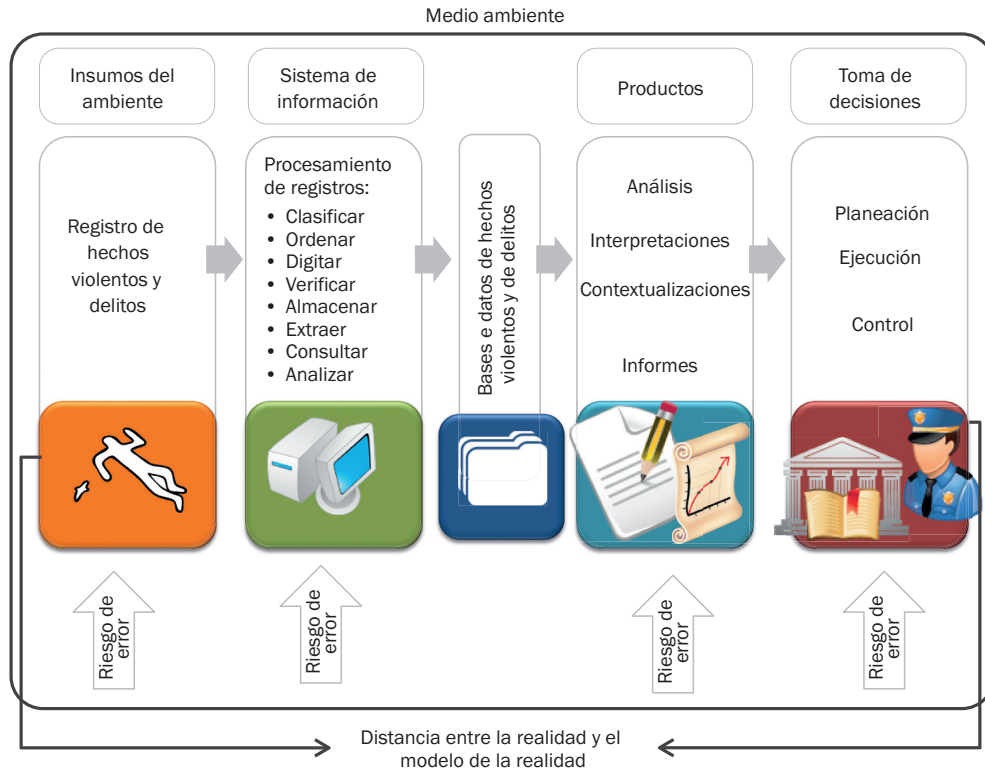 Medio ambiente
Insumos del
ambiente
Sistema de
información
Productos
Toma de
decisiones
Registro de
hechos
violentos y
delitos
Procesamiento
de registros:
• Clasificar
• Ordenar
• Digitar
• Verificar
• Almacenar
• Extraer
• Consultar
• Analizar
Bases e datos de hechos
violentos y de delitos
Análisis
Interpretaciones
Contextualizaciones
Informes
Planeación
Ejecución
Control
Riesgo de
error
Riesgo de
error
Riesgo de
error
Riesgo de
error
Distancia entre la realidad y el
modelo de la realidad